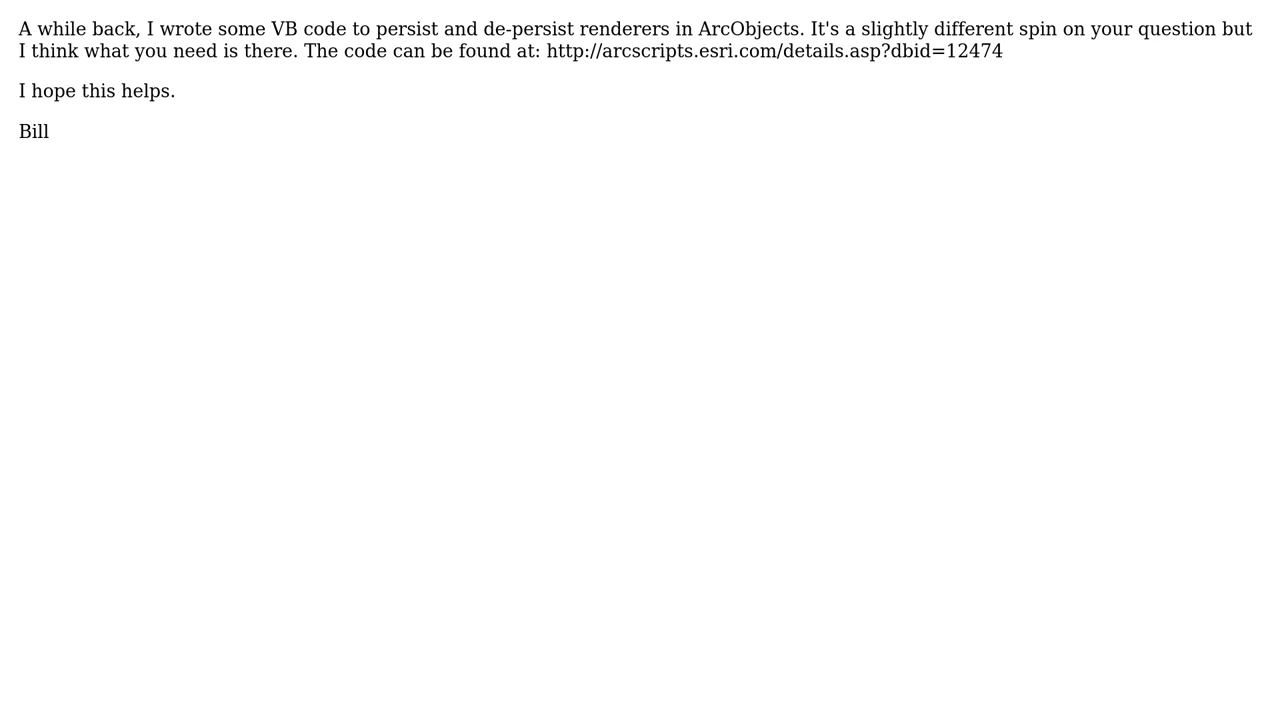 A while back, I wrote some VB code to persist and de-persist renderers in ArcObjects. It's a slightly different spin on your question but
I think what you need is there. The code can be found at: http://arcscripts.esri.com/details.asp?dbid=12474
I hope this helps.
Bill